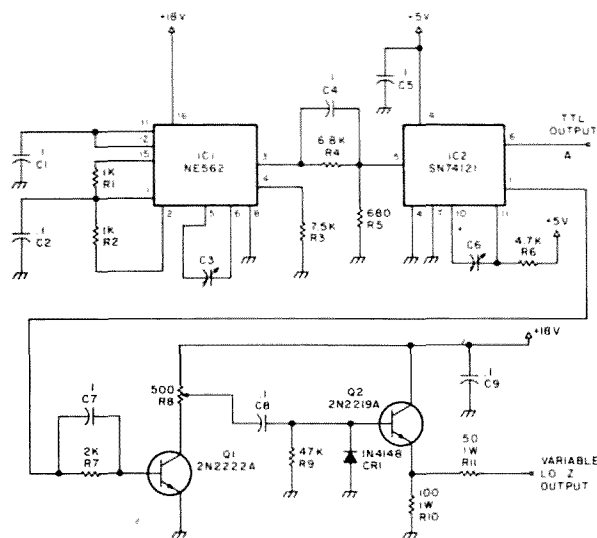 +18V
+5V
.1
C5
.1
C4
16
4
11
12
15
1
2
5
6
8
IC1
NE562
3
4
6.8K
R4
5
IC2
SN74121
6
1
TTL
OUTPUT
A
.1
C1
1K
R1
.1
C2
1K
R2
C3
7.5K
R3
680
R5
4
7
10
11
C6
4.7K
R6
+5V
+18V
.1
C7
2K
R7
500
R8
Q1
2N2222A
.1
C8
47K
R9
1N4148
CR1
Q2
2N2219A
.1
C9
50
1W
R11
100
1W
R10
VARIABLE
LO Z
OUTPUT